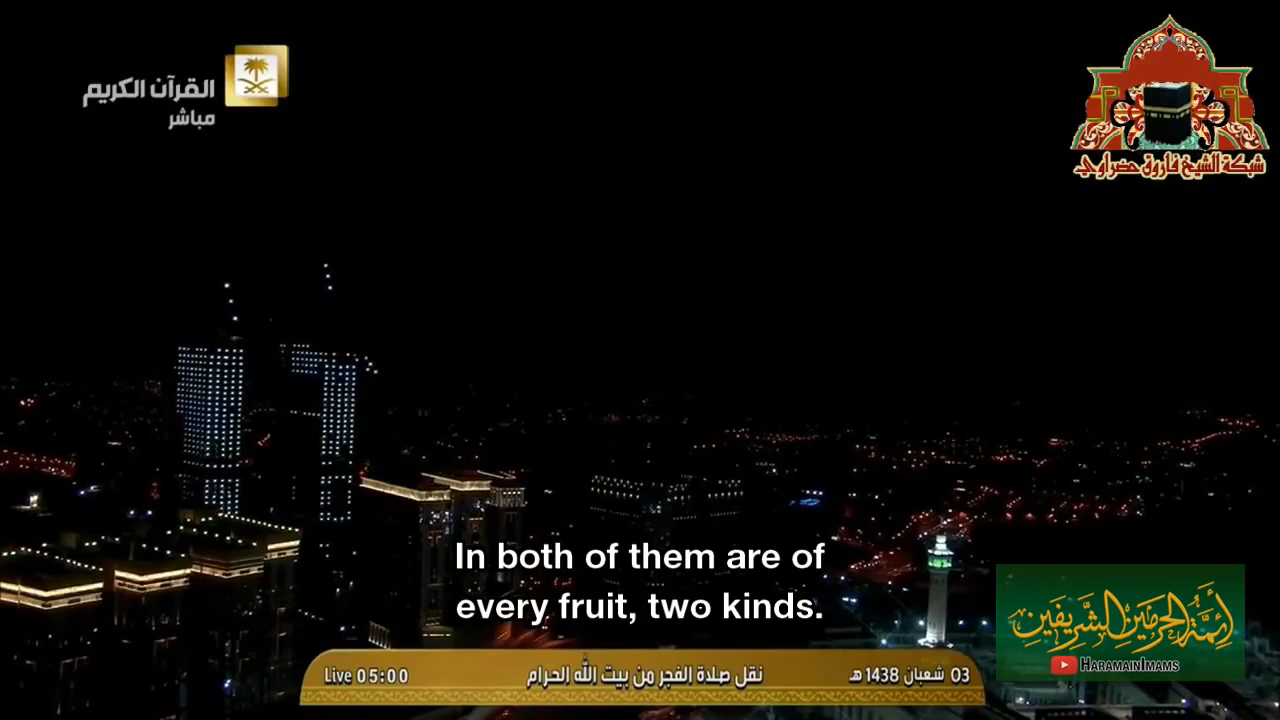 القرآن الكريم
مباشر
شبكة الشيخ فاروق حضراوي
In both of them are of
every fruit, two kinds.
أئمة الحرمين الشريفين
HARAMAINIMAMS
03 شعبان 1438 هـ
نقل صلاة الفجر من بيت الله الحرام
Live 05:00